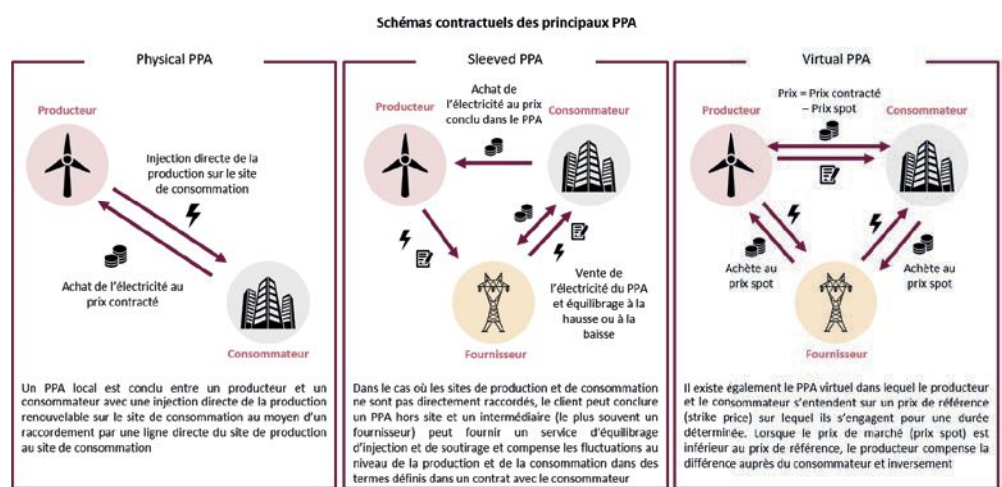 Schémas contractuels des principaux PPA
Physical PPA
Producteur
Injection directe de la
production sur le site
de consommation
Achat de l'électricité au
prix contracté
Consommateur
Un PPA local est conclu entre un producteur et un
consommateur avec une injection directe de la production
renouvelable sur le site de consommation au moyen d'un
raccordement par une ligne directe du site de production
au site de consommation
Sleeved PPA
Producteur
Achat de
l'électricité au prix
conclu dans le PPA
Consommateur
Vente de
l'électricité du PPA
et équilibrage à la
hausse ou à la
baisse
Fournisseur
Dans le cas où les sites de production et de consommation
ne sont pas directement raccordés, le client peut conclure
un PPA hors site et un intermédiaire (le plus souvent un
fournisseur) peut fournir un service d'équilibrage
d'injection et de soutirage et compense les fluctuations au
niveau de la production et de la consommation dans des
termes définis dans un contrat avec le consommateur
Virtual PPA
Producteur
Prix = Prix contracté
– Prix spot
Consommateur
Achète au
prix spot
Achète au
prix spot
Fournisseur
Il existe également le PPA virtuel dans lequel le producteur
et le consommateur s'entendent sur un prix de référence
(strike price) sur lequel ils s'engagent pour une durée
déterminée. Lorsque le prix de marché (prix spot) est
inférieur au prix de référence, le producteur compense la
différence auprès du consommateur et inversement